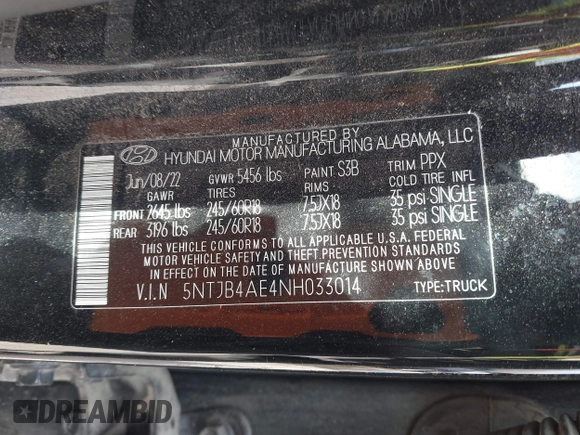 MANUFACTURED BY
HYUNDAI MOTOR MANUFACTURING ALABAMA, LLC
Jun/08/22 GVWR 5456 lbs PAINT S3B TRIM PPX
GAWR TIRES RIMS COLD TIRE INFL
FRONT 2645 lbs 245/60R18 7.5JX18 35 psi SINGLE
REAR 3196 lbs 245/60R18 7.5JX18 35 psi SINGLE
THIS VEHICLE CONFORMS TO ALL APPLICABLE U.S.A. FEDERAL
MOTOR VEHICLE SAFETY AND THEFT PREVENTION STANDARDS
IN EFFECT ON THE DATE OF MANUFACTURE SHOWN ABOVE.
V.I.N 5NTJB4AE4NH033014 TYPE:TRUCK
DREAMBID